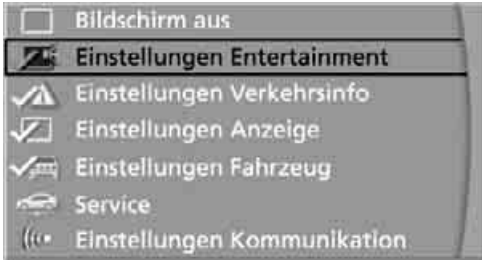 Bildschirm aus
Einstellungen Entertainment
Einstellungen Verkehrsinfo
Einstellungen Anzeige
Einstellungen Fahrzeug
Service
Einstellungen Kommunikation